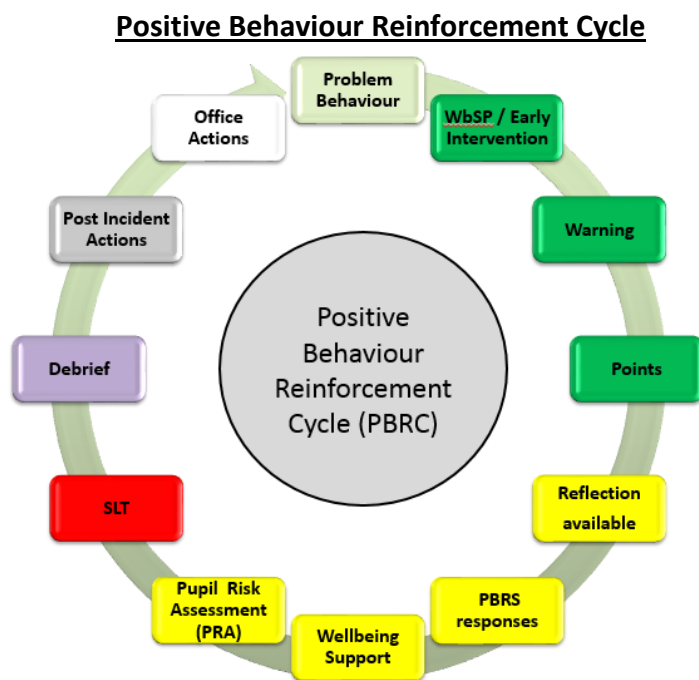 Positive Behaviour Reinforcement Cycle
Problem
Behaviour
WbSP / Early
Intervention
Warning
Points
Reflection
available
PBRS
responses
Wellbeing
Support
Pupil Risk
Assessment
(PRA)
SLT
Debrief
Post Incident
Actions
Office
Actions
Positive
Behaviour
Reinforcement
Cycle (PBRC)